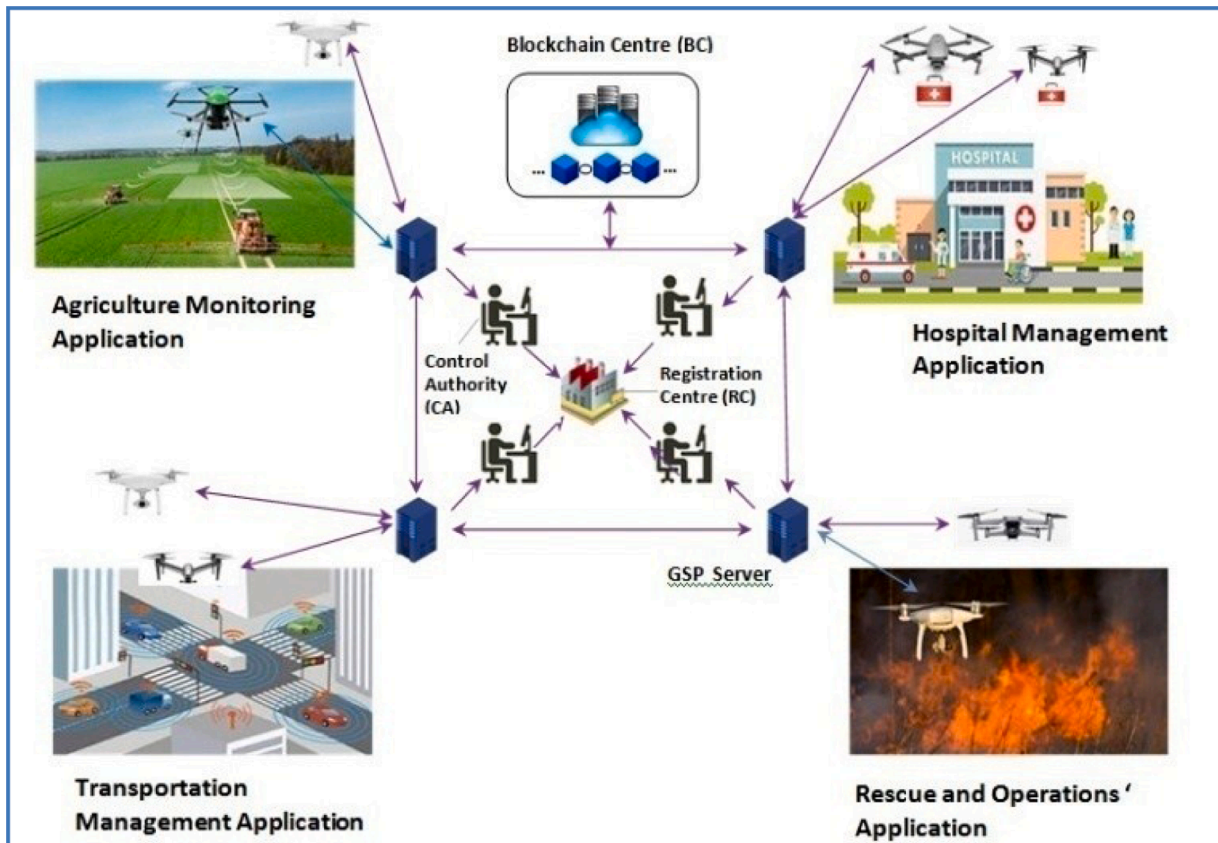 Blockchain Centre (BC)
...
...
HOSPITAL
Agriculture Monitoring
Application
Hospital Management
Application
Control
Authority
(CA)
Registration
Centre (RC)
GSP Server
Transportation
Management Application
Rescue and Operations ‘
Application